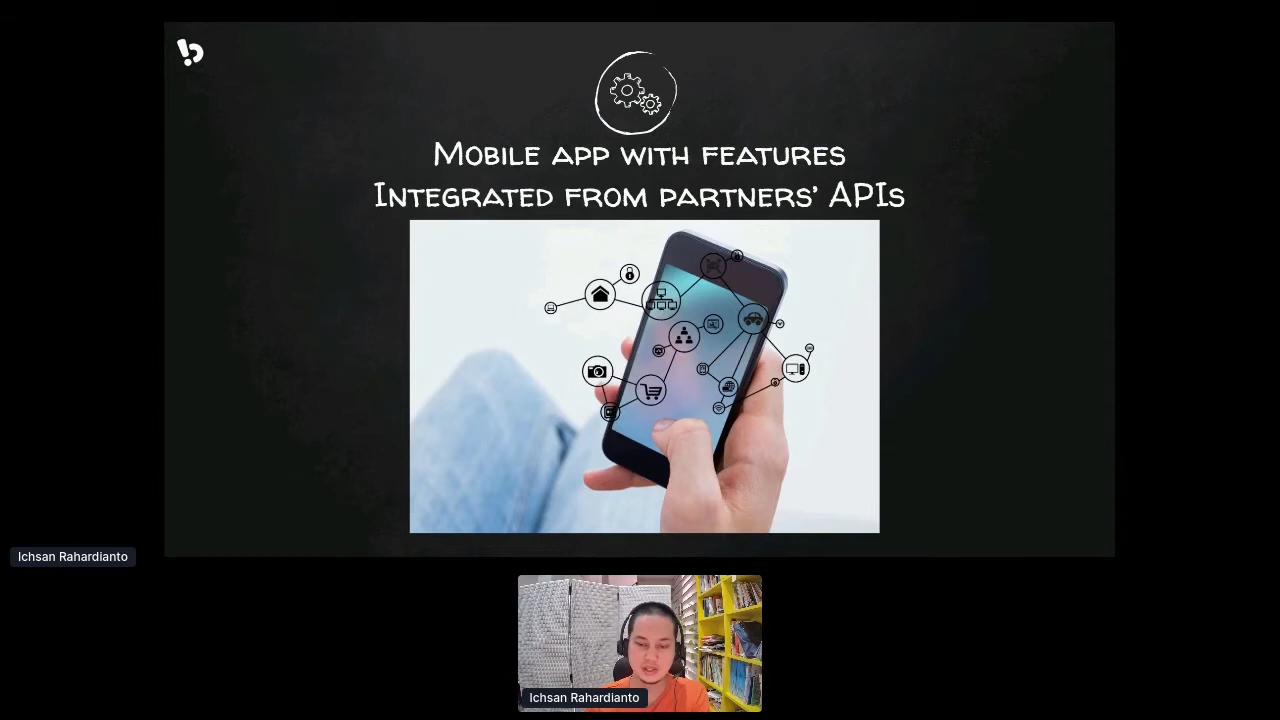 Mobile app with features
Integrated from partners' APIs
Ichsan Rahardianto
Ichsan Rahardianto